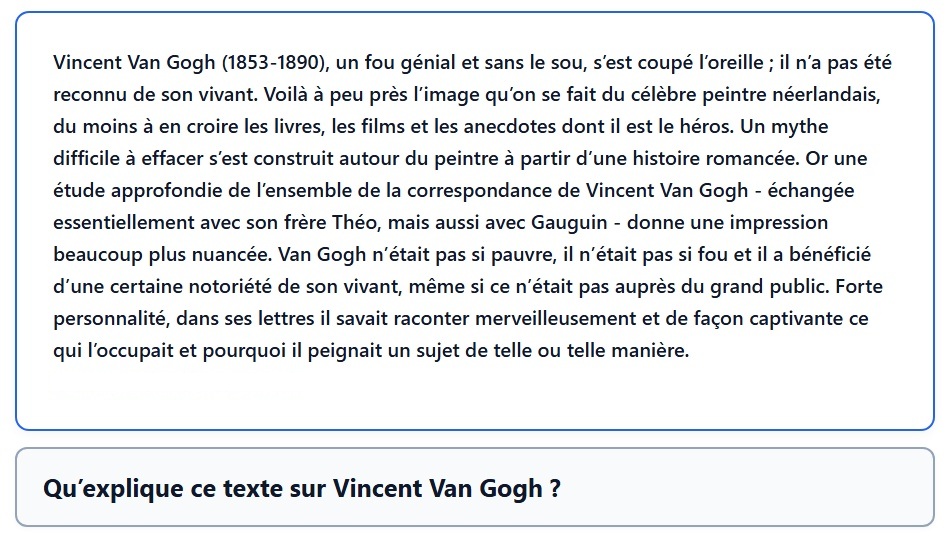 Vincent Van Gogh (1853-1890), un fou génial et sans le sou, s’est coupé l’oreille ; il n’a pas été
reconnu de son vivant. Voilà à peu près l’image qu’on se fait du célèbre peintre néerlandais,
du moins à en croire les livres, les films et les anecdotes dont il est le héros. Un mythe
difficile à effacer s’est construit autour du peintre à partir d’une histoire romancée. Or une
étude approfondie de l’ensemble de la correspondance de Vincent Van Gogh - échangée
essentiellement avec son frère Théo, mais aussi avec Gauguin - donne une impression
beaucoup plus nuancée. Van Gogh n’était pas si pauvre, il n’était pas si fou et il a bénéficié
d’une certaine notoriété de son vivant, même si ce n’était pas auprès du grand public. Forte
personnalité, dans ses lettres il savait raconter merveilleusement et de façon captivante ce
qui l’occupait et pourquoi il peignait un sujet de telle ou telle manière.
Qu’explique ce texte sur Vincent Van Gogh ?